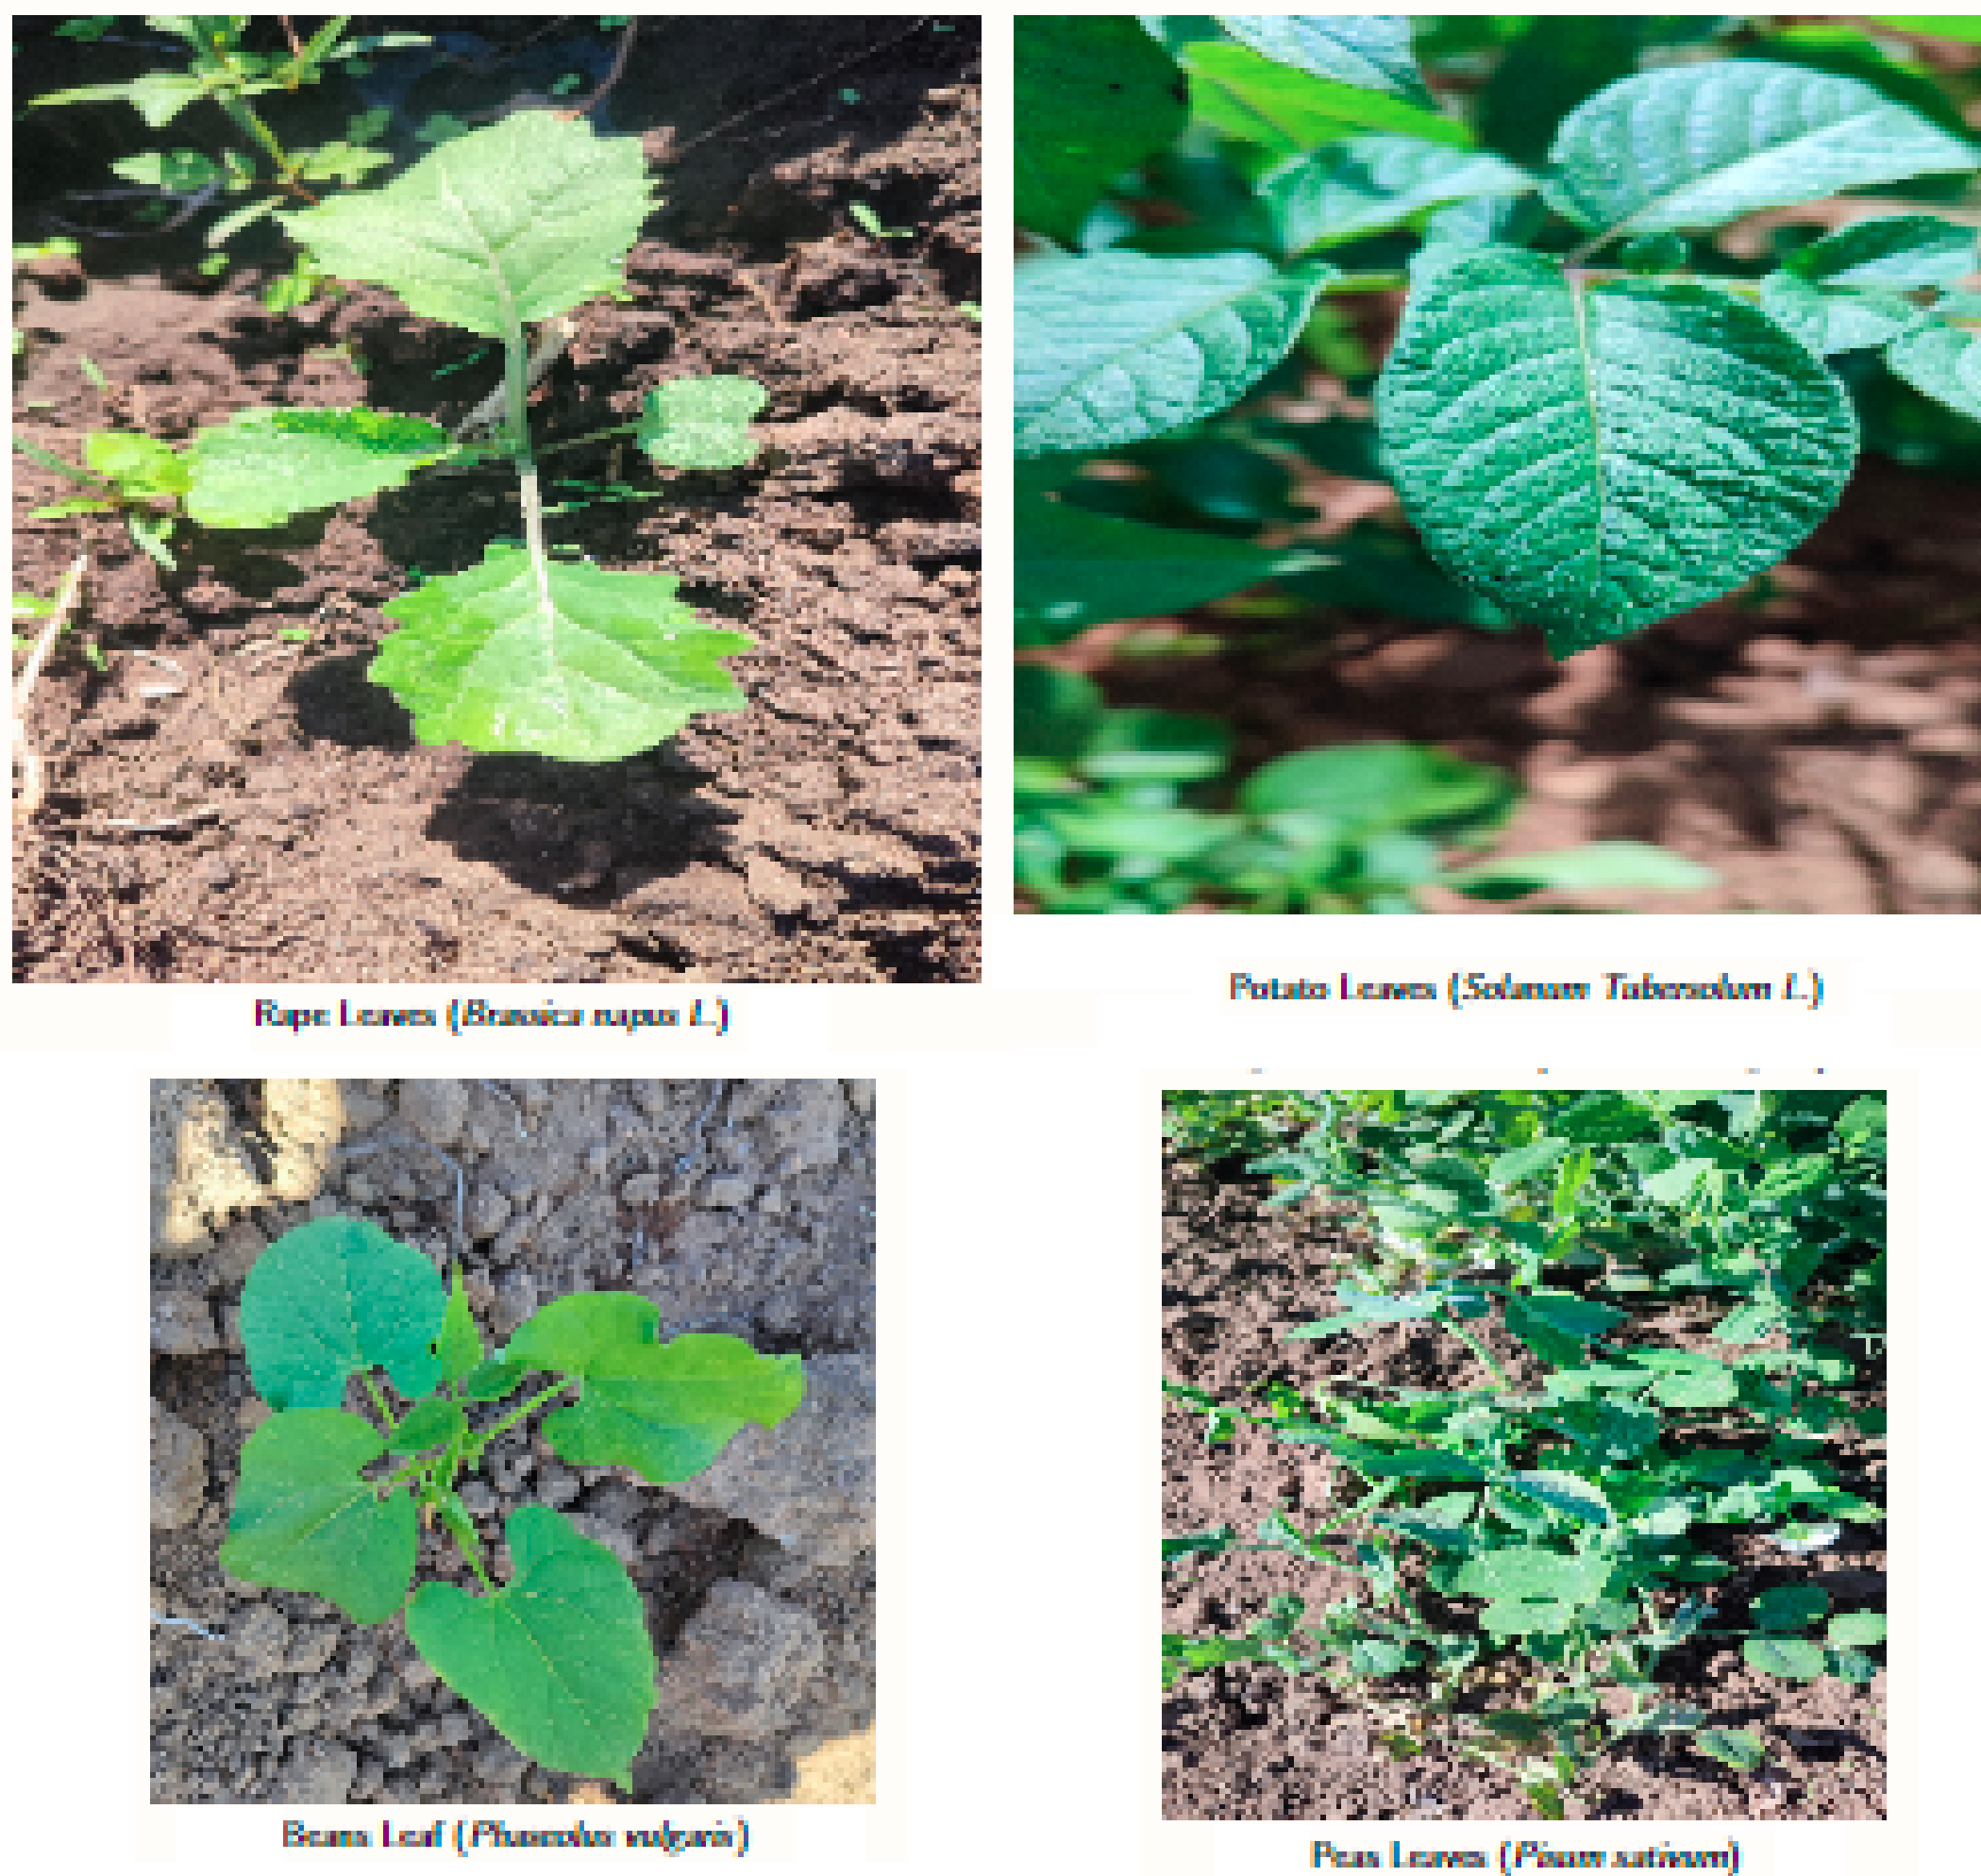 Rape Leaves (Brassica napus L.)
Potato Leaves (Solanum Tubersolum L.)
Beans Leaf (Phaseolus vulgaris)
Peas Leaves (Pisum sativum)